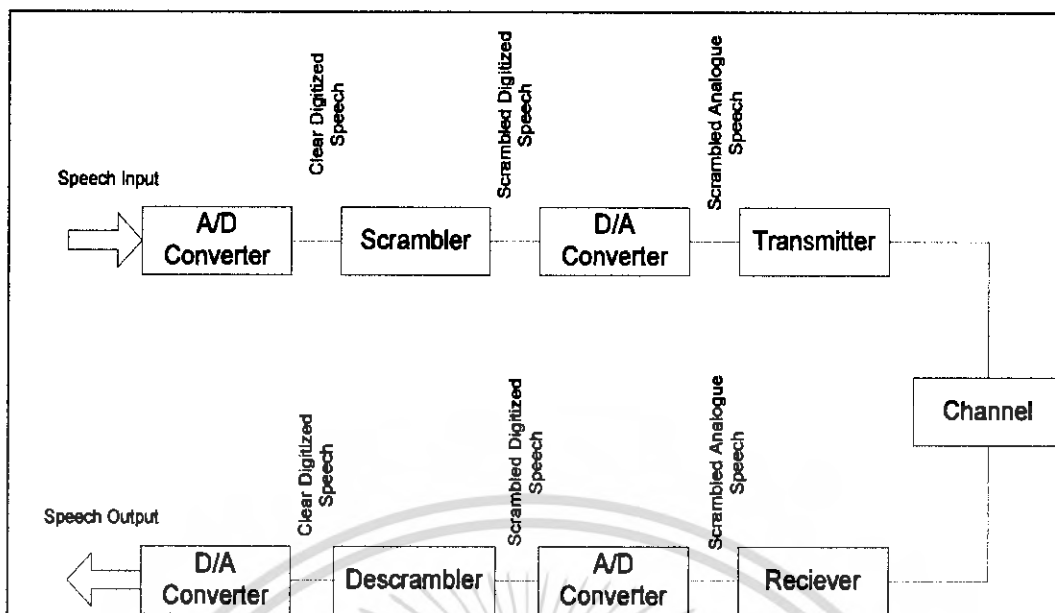 Speech Input
A/D
Converter
Clear Digitized
Speech
Scrambler
Scrambled Digitized
Speech
D/A
Converter
Scrambled Analogue
Speech
Transmitter
Channel
Speech Output
D/A
Converter
Clear Digitized
Speech
Descrambler
Scrambled Digitized
Speech
A/D
Converter
Scrambled Analogue
Speech
Reciever